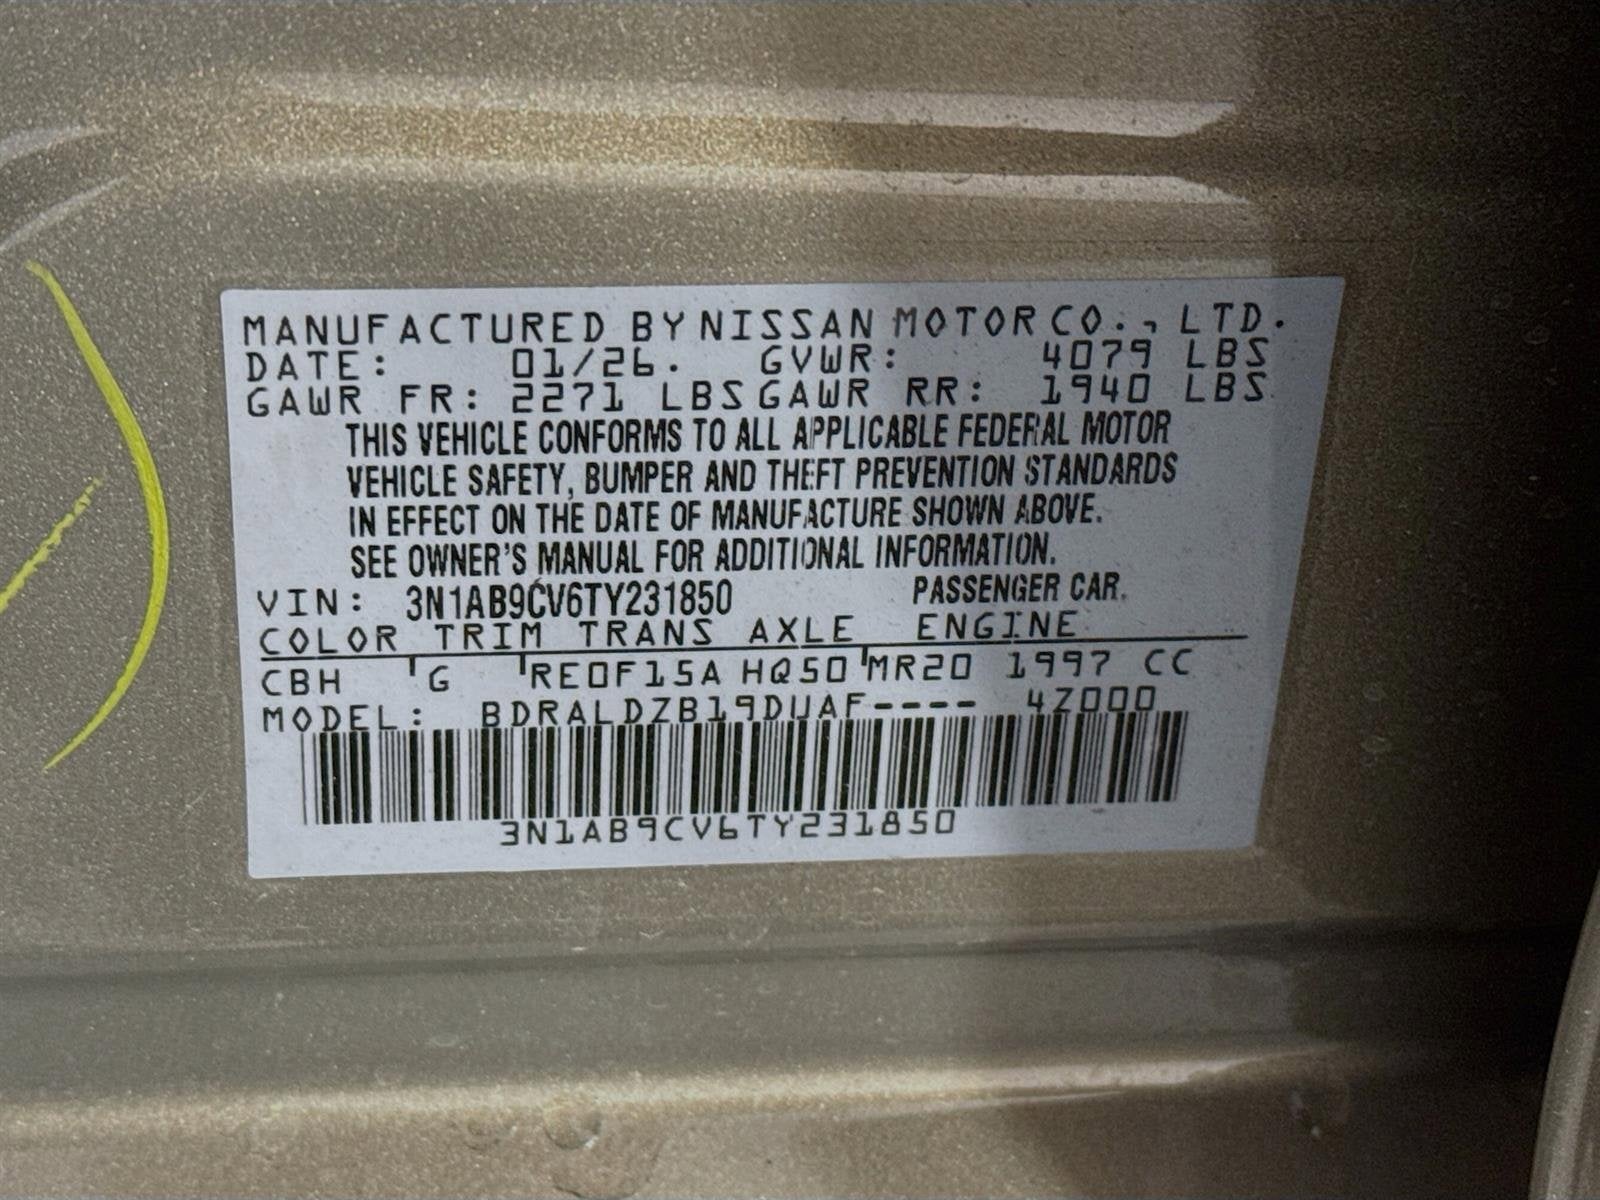 MANUFACTURED BY NISSAN MOTOR CO., LTD.
DATE: 01/26. GVWR: 4079 LBS
GAWR FR: 2271 LBS GAWR RR: 1940 LBS
THIS VEHICLE CONFORMS TO ALL APPLICABLE FEDERAL MOTOR
VEHICLE SAFETY, BUMPER AND THEFT PREVENTION STANDARDS
IN EFFECT ON THE DATE OF MANUFACTURE SHOWN ABOVE.
SEE OWNER'S MANUAL FOR ADDITIONAL INFORMATION.
VIN: 3N1AB9CV6TY231850 PASSENGER CAR.
COLOR TRIM TRANS AXLE ENGINE
CBH G RE0F15A HQ50 MR20 1997 CC
MODEL: BDRALDZB19DUAF---- 4Z000
3N1AB9CV6TY231850